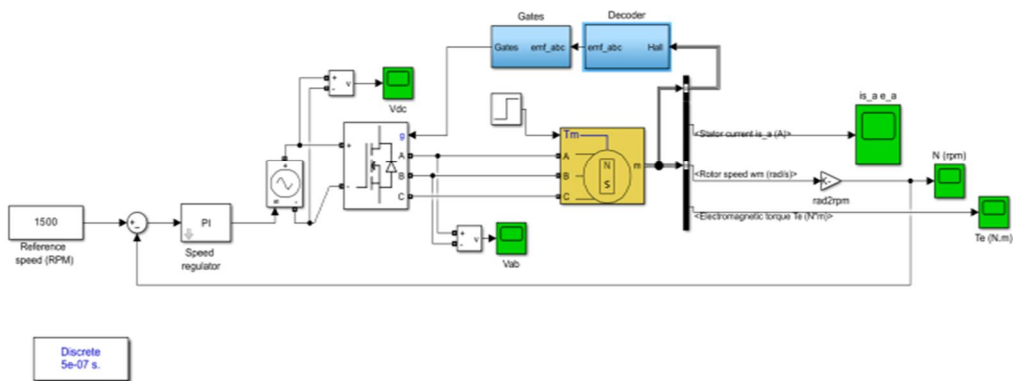 Gates
Decoder
Gates emf_abc
emf_abc Hall
+
-
v
Vdc
is_a e_a
g
Tm
<Stator current is_a (A)>
+
A
A
N
m
N (rpm)
B
B
S
<Rotor speed wm (rad/s)>
-
C
C
rad2rpm
1500
PI
<Electromagnetic torque Te (N*m)>
Te (N.m)
Reference
speed (RPM)
Speed
regulator
+
-
v
Vab
Discrete
5e-07 s.